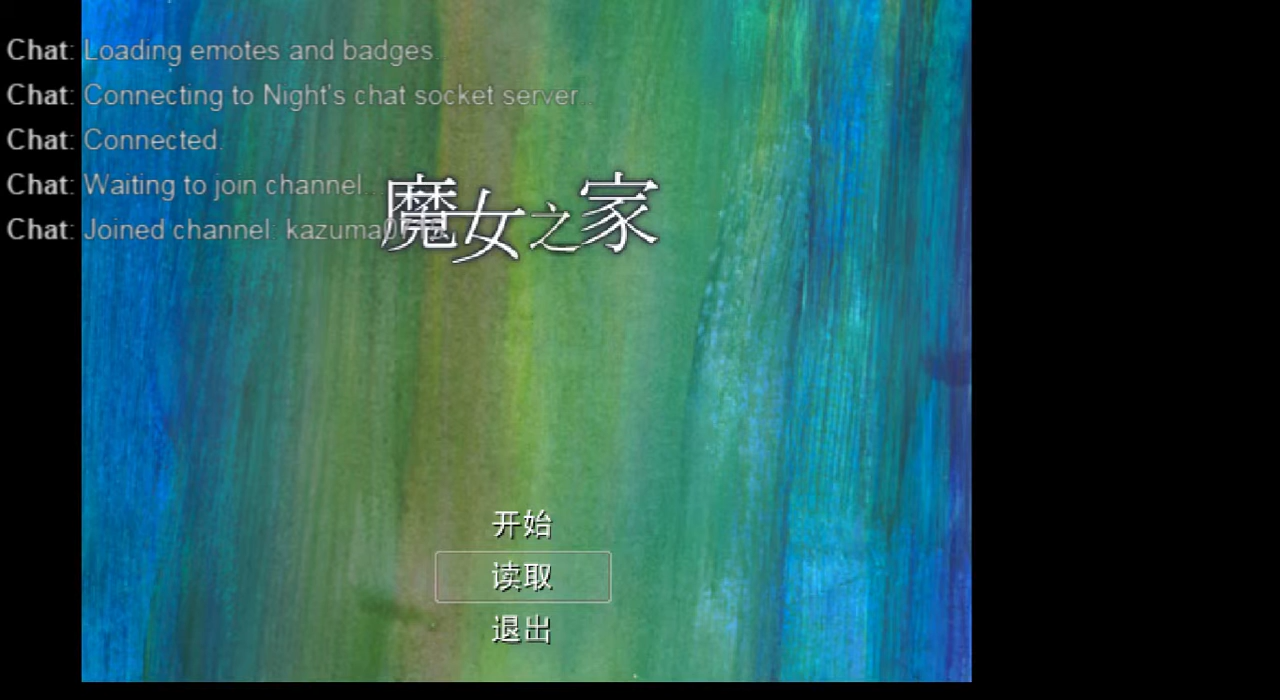 Chat: Loading emotes and badges.
Chat: Connecting to Night's chat socket server...
Chat: Connected.
Chat: Waiting to join channel...
Chat: Joined channel:
魔女之家
开始
读取
退出